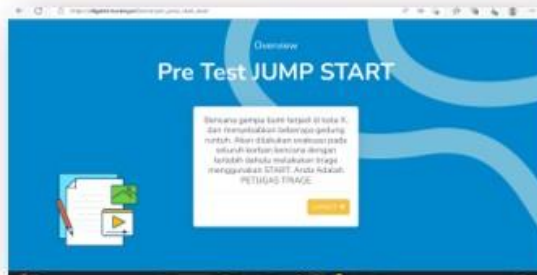 Overview
Pre Test JUMP START
Bencana gempa bumi terjadi di kota X,
dan menyebabkan beberapa gedung
runtuh. Akan dilakukan evakuasi pada
seluruh korban bencana dengan
terlebih dahulu melakukan triage
menggunakan START. Anda Adalah
PETUGAS TRIAGE